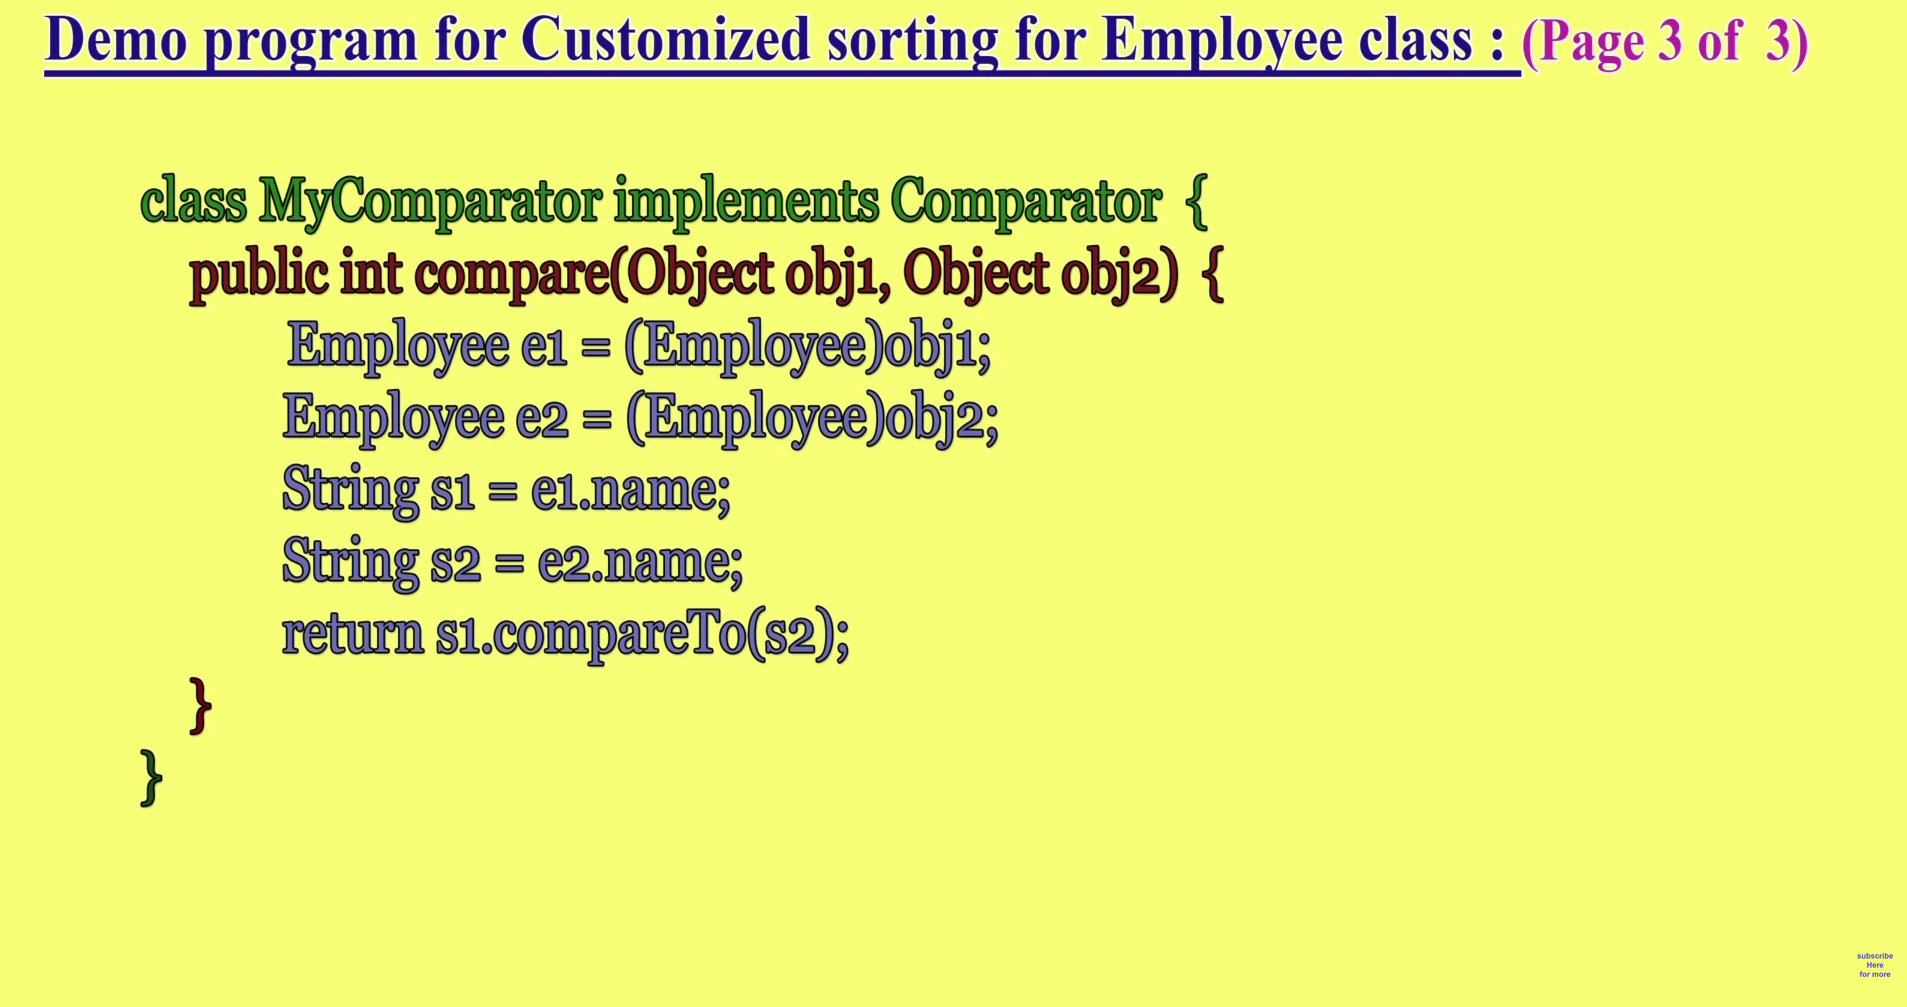 Demo program for Customized sorting for Employee class : (Page 3 of 3)
class MyComparator implements Comparator {
public int compare(Object obj1, Object obj2) {
Employee e1 = (Employee)obj1;
Employee e2 = (Employee)obj2;
String s1 = e1.name;
String s2 = e2.name;
return s1.compareTo(s2);
}
}
subscribe
Here
for more